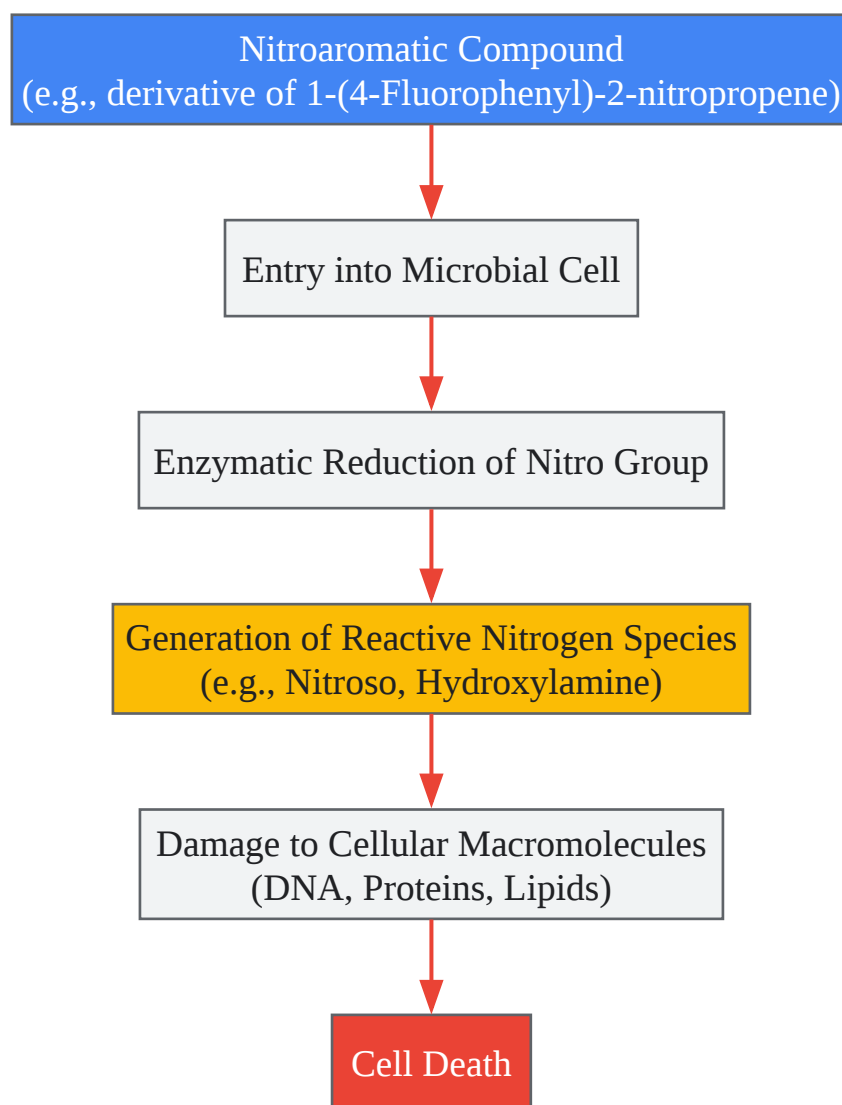 Nitroaromatic Compound
(e.g., derivative of 1-(4-Fluorophenyl)-2-nitropropene)
Entry into Microbial Cell
Enzymatic Reduction of Nitro Group
Generation of Reactive Nitrogen Species
(e.g., Nitroso, Hydroxylamine)
Damage to Cellular Macromolecules
(DNA, Proteins, Lipids)
Cell Death